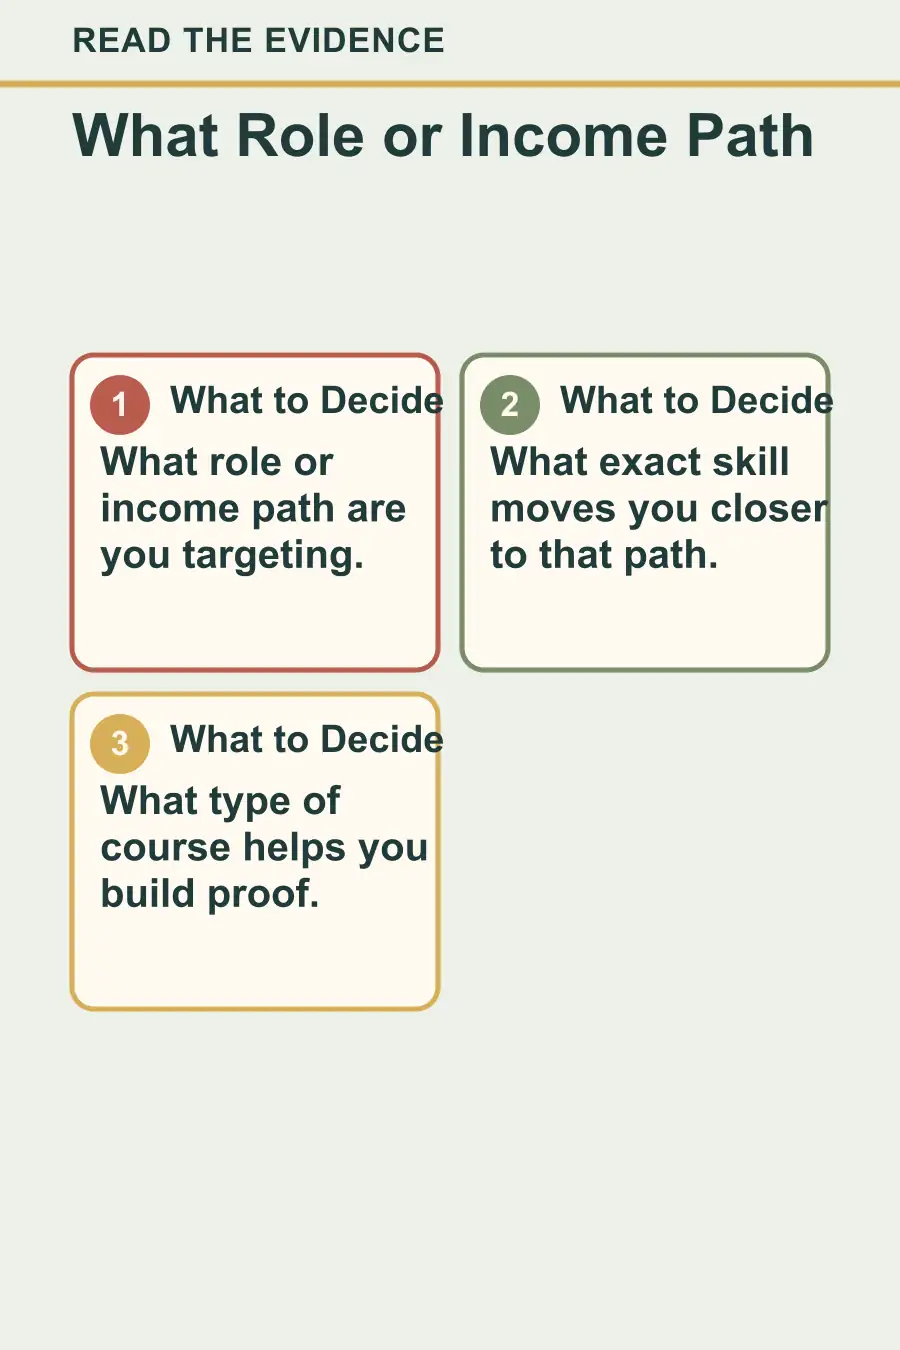 READ THE EVIDENCE
What Role or Income Path
1 What to Decide
What role or
income path are
you targeting.
2 What to Decide
What exact skill
moves you closer
to that path.
3 What to Decide
What type of
course helps you
build proof.